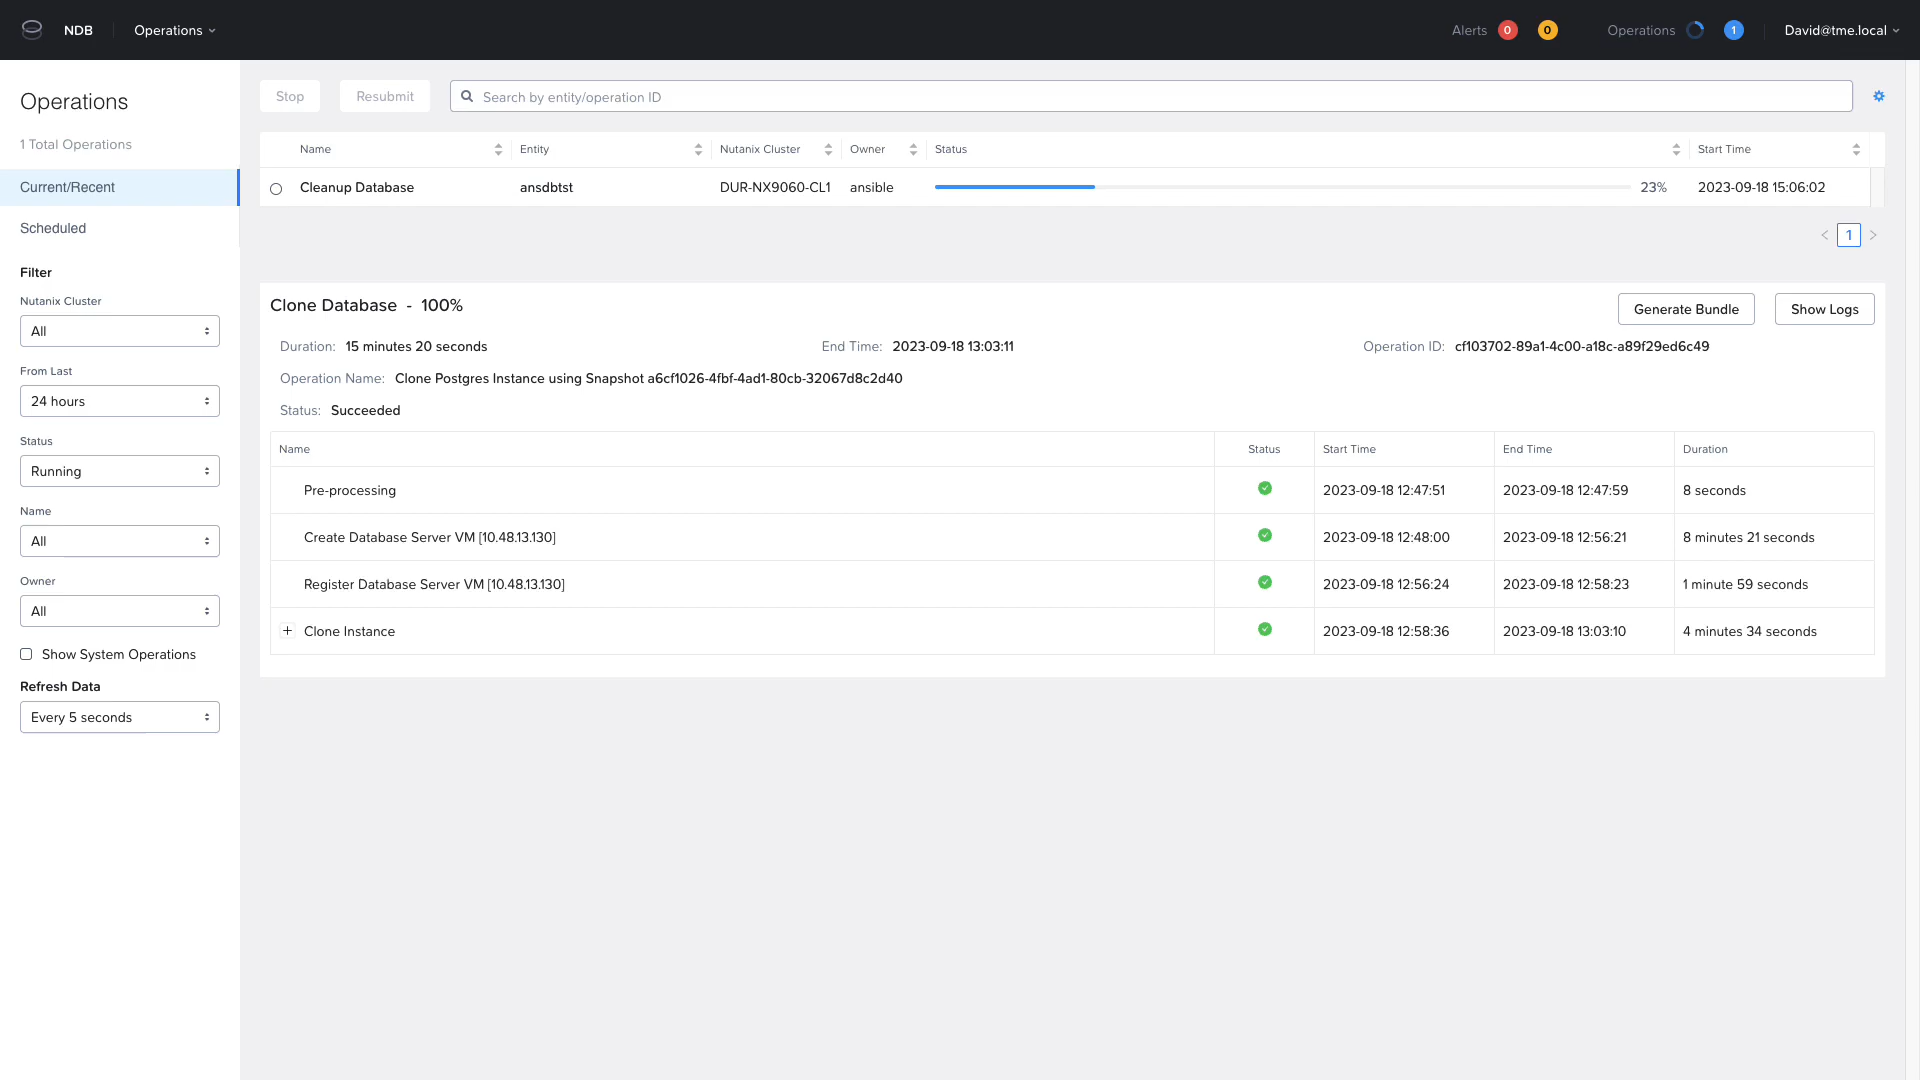 NDB Operations Alerts 0 0 Operations 1 David@tme.local
Operations
1 Total Operations
Current/Recent
Scheduled
Filter
Nutanix Cluster
All
From Last
24 hours
Status
Running
Name
All
Owner
All
Show System Operations
Refresh Data
Every 5 seconds
Stop Resubmit Search by entity/operation ID
Name Entity Nutanix Cluster Owner Status Start Time
Cleanup Database ansdbtst DUR-NX9060-CL1 ansible 23% 2023-09-18 15:06:02
< 1 >
Clone Database - 100% Generate Bundle Show Logs
Duration: 15 minutes 20 seconds End Time: 2023-09-18 13:03:11 Operation ID: cf103702-89a1-4c00-a18c-a89f29ed6c49
Operation Name: Clone Postgres Instance using Snapshot a6cf1026-4fbf-4ad1-80cb-32067d8c2d40
Status: Succeeded
Name Status Start Time End Time Duration
Pre-processing 2023-09-18 12:47:51 2023-09-18 12:47:59 8 seconds
Create Database Server VM [10.48.13.130] 2023-09-18 12:48:00 2023-09-18 12:56:21 8 minutes 21 seconds
Register Database Server VM [10.48.13.130] 2023-09-18 12:56:24 2023-09-18 12:58:23 1 minute 59 seconds
+ Clone Instance 2023-09-18 12:58:36 2023-09-18 13:03:10 4 minutes 34 seconds